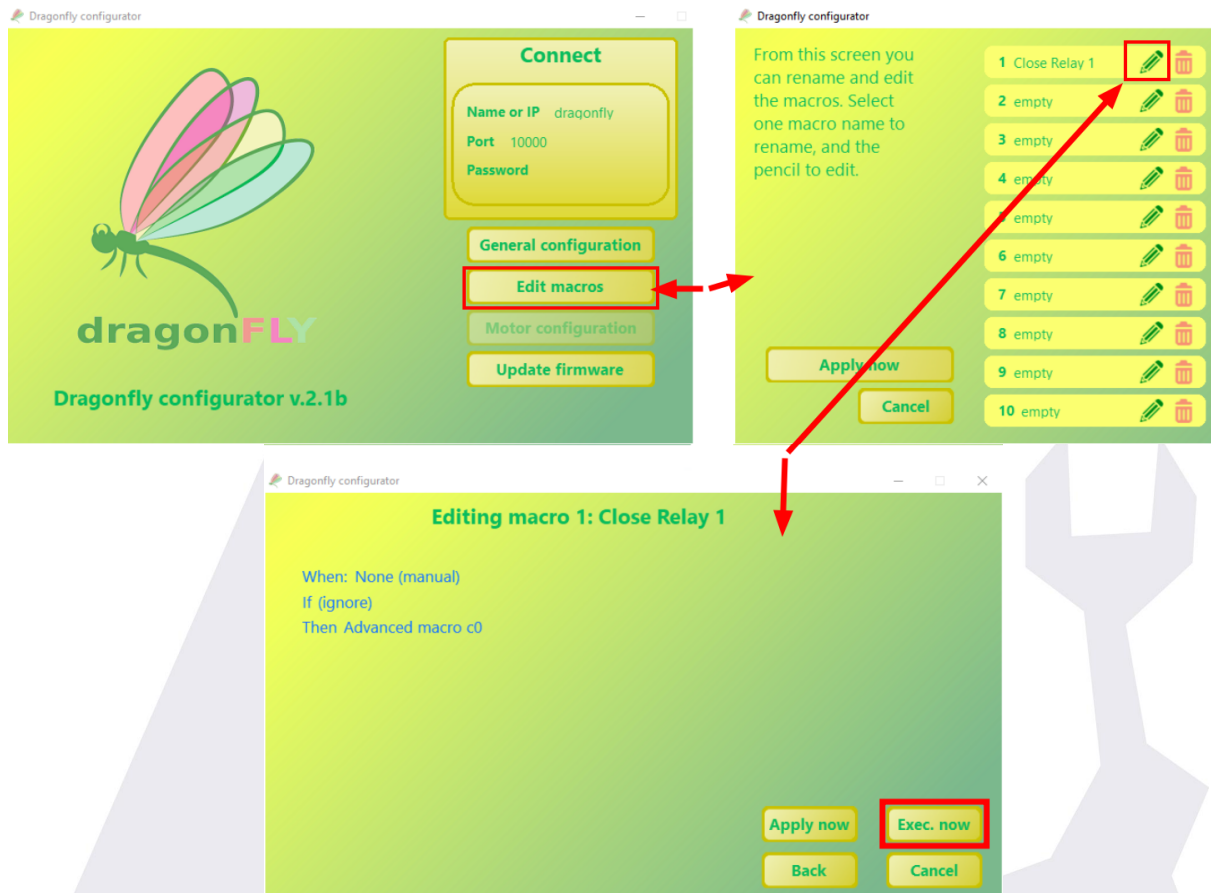 Dragonfly configurator
Connect
Name or IP dragonfly
Port 10000
Password
General configuration
Edit macros
Motor configuration
Update firmware
dragonFLY
Dragonfly configurator v.2.1b
Dragonfly configurator
From this screen you
can rename and edit
the macros. Select
one macro name to
rename, and the
pencil to edit.
Apply now
Cancel
1 Close Relay 1
2 empty
3 empty
4 empty
5 empty
6 empty
7 empty
8 empty
9 empty
10 empty
Dragonfly configurator
Editing macro 1: Close Relay 1
When: None (manual)
If (ignore)
Then Advanced macro c0
Apply now
Exec. now
Back
Cancel